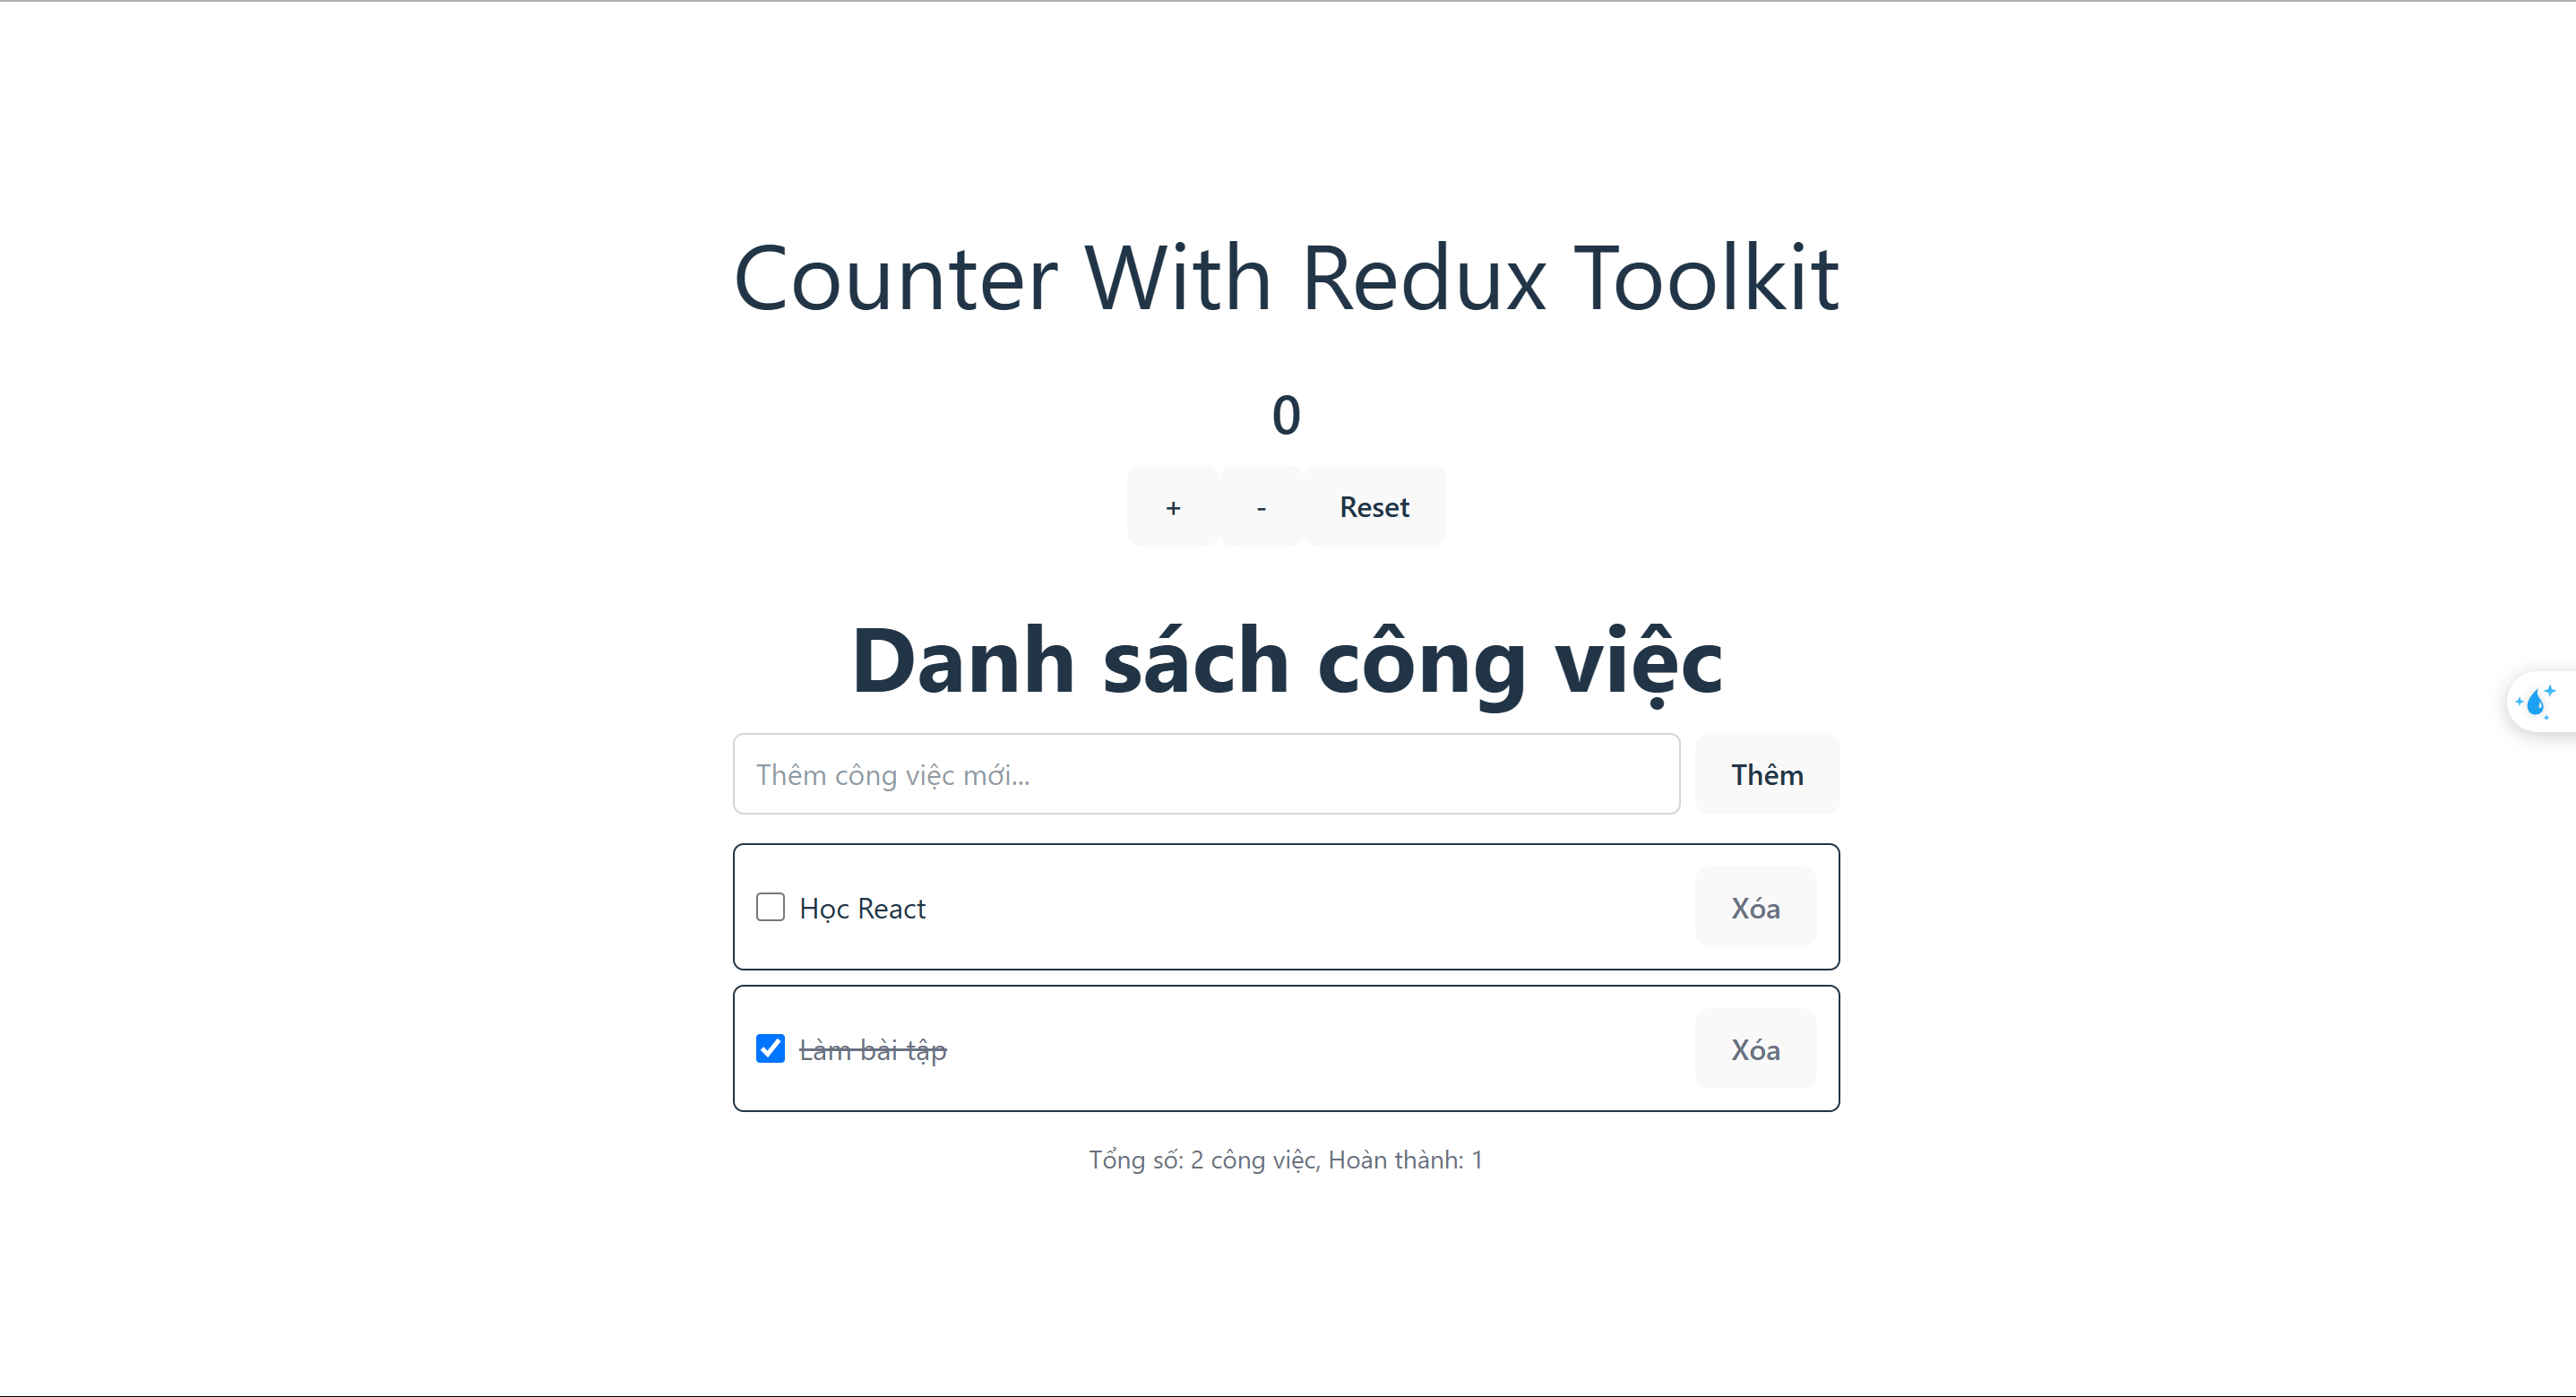 Counter With Redux Toolkit
0
+ - Reset
Danh sách công việc
Thêm công việc mới... Thêm
Học React Xóa
Làm bài tập Xóa
Tổng số: 2 công việc, Hoàn thành: 1